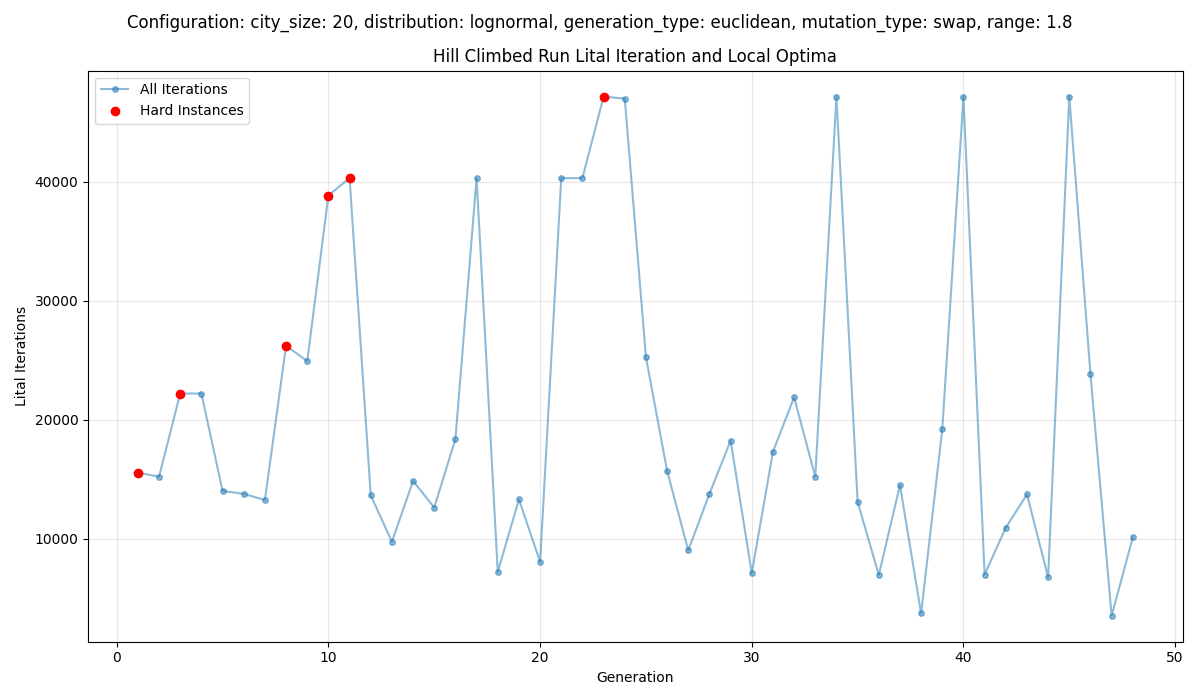 Configuration: city_size: 20, distribution: lognormal, generation_type: euclidean, mutation_type: swap, range: 1.8
Hill Climbed Run Lital Iteration and Local Optima
All Iterations
Hard Instances
Lital Iterations
40000
30000
20000
10000
0
10
20
30
40
50
Generation